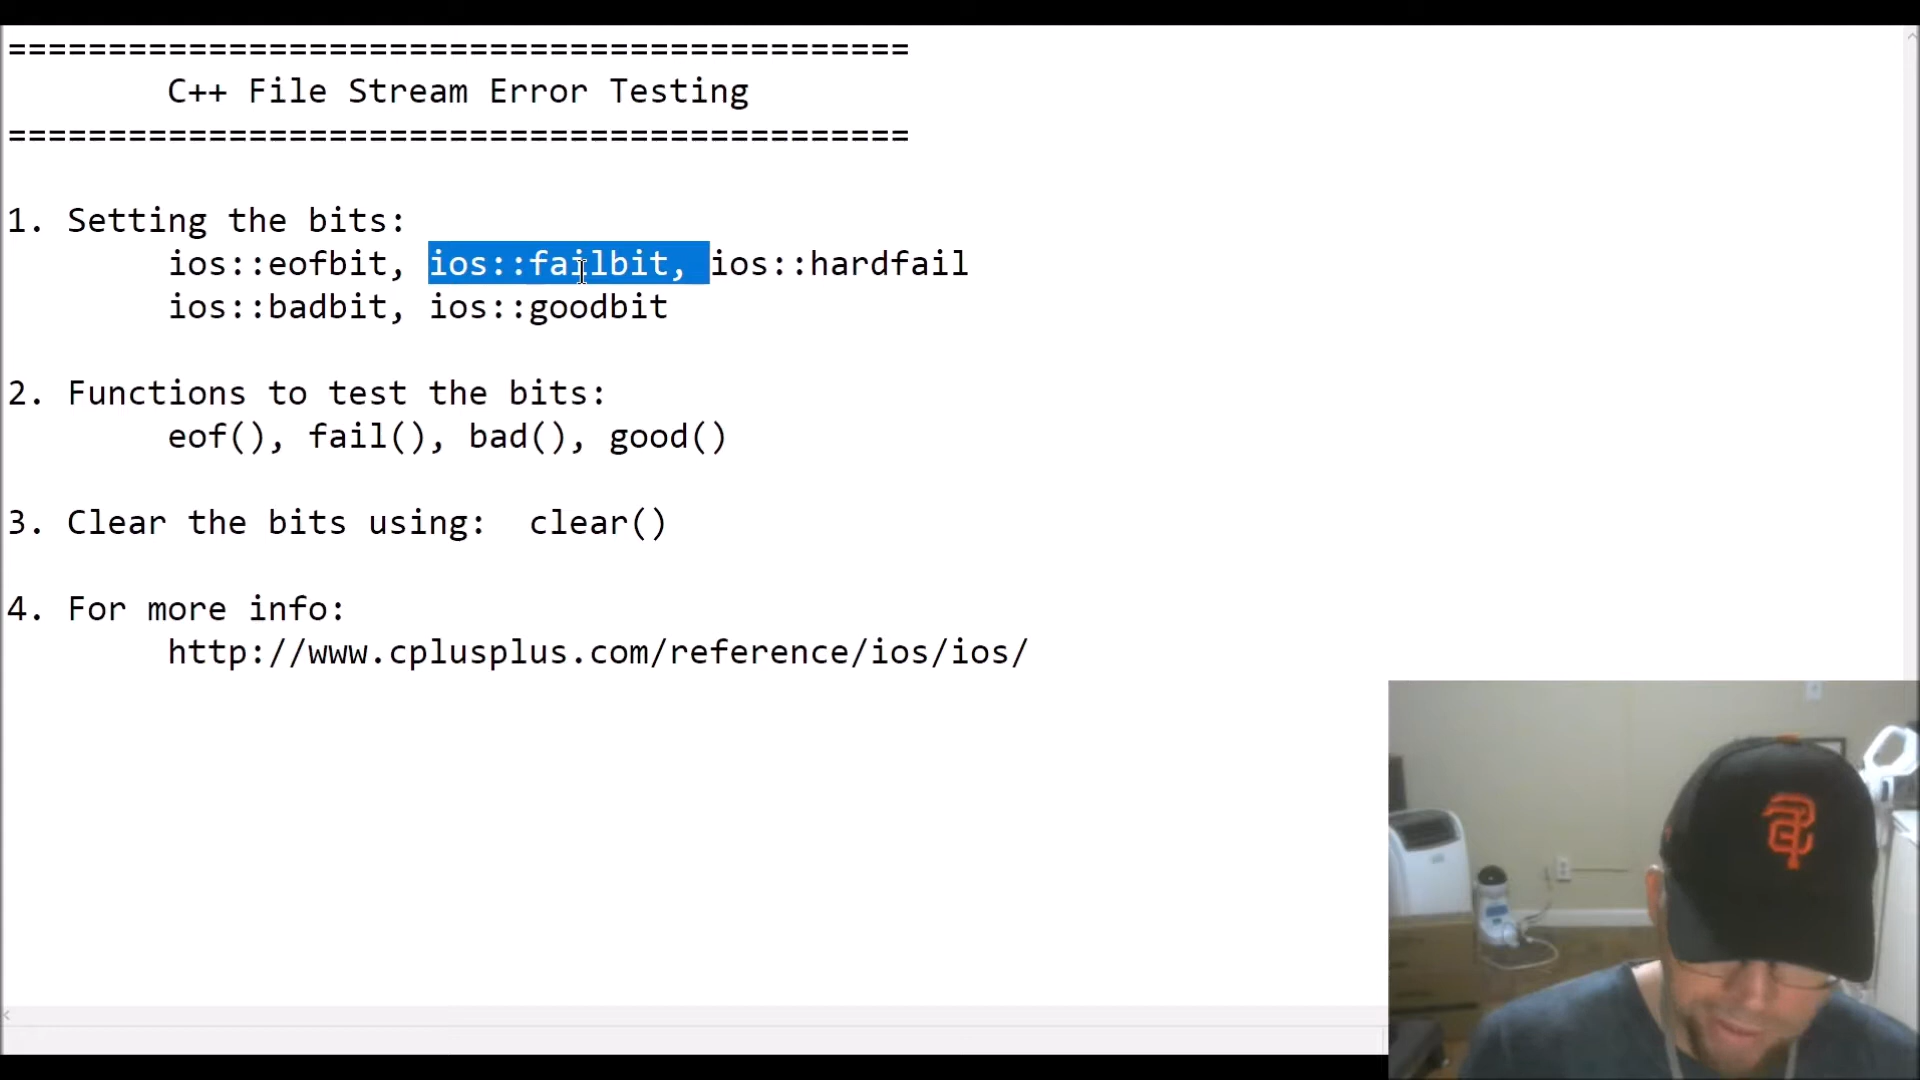 =============================================
C++ File Stream Error Testing
=============================================
1. Setting the bits:
ios::eofbit, ios::failbit, ios::hardfail
ios::badbit, ios::goodbit
2. Functions to test the bits:
eof(), fail(), bad(), good()
3. Clear the bits using:  clear()
4. For more info:
http://www.cplusplus.com/reference/ios/ios/
SF